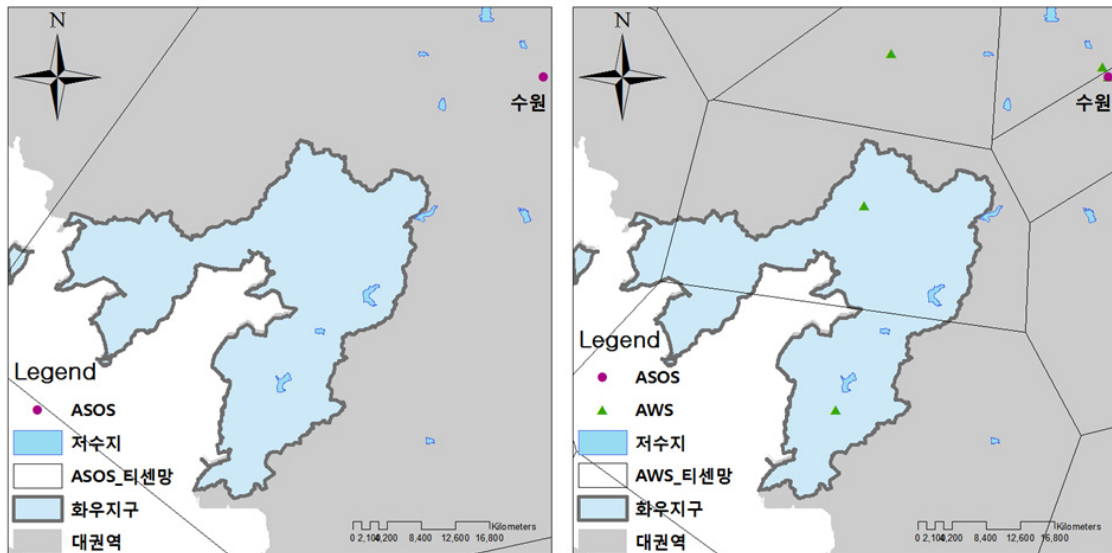 N
수원
Legend
ASOS
저수지
ASOS_티센망
화우지구
대권역
Kilometers
0 2,100 4,200 8,400 12,600 16,800
N
수원
Legend
ASOS
AWS
저수지
AWS_티센망
화우지구
대권역
Kilometers
0 2,100 4,200 8,400 12,600 16,800